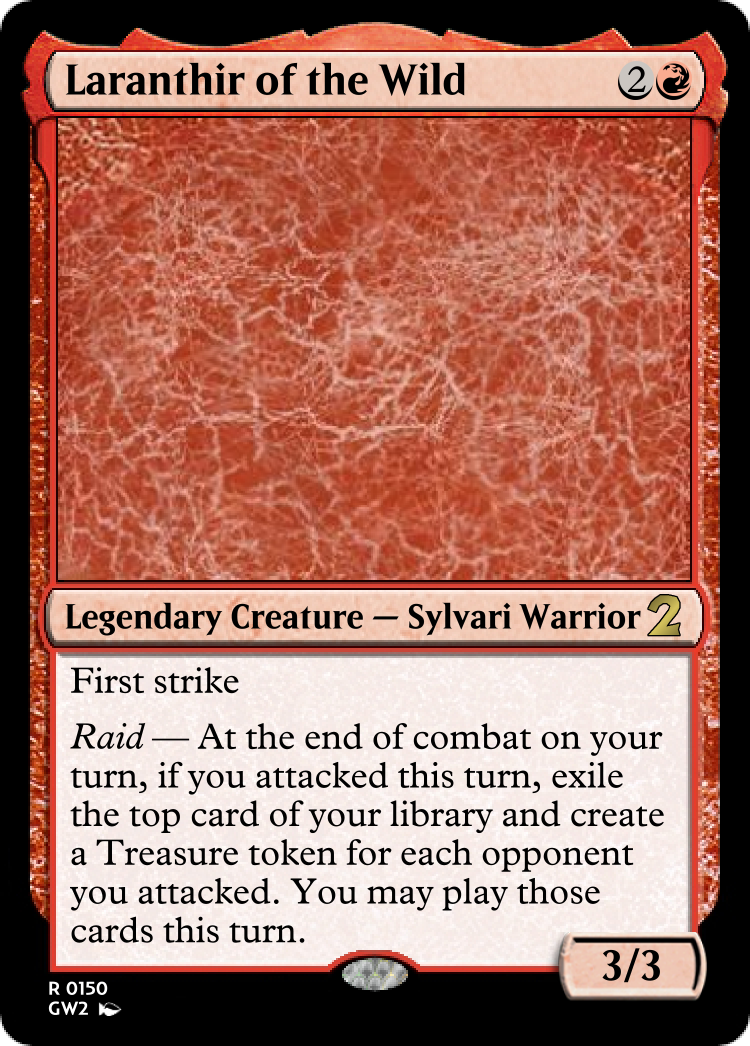 Laranthir of the Wild 2
Legendary Creature — Sylvari Warrior 2
First strike
Raid — At the end of combat on your
turn, if you attacked this turn, exile
the top card of your library and create
a Treasure token for each opponent
you attacked. You may play those
cards this turn.
3/3
R 0150
GW2